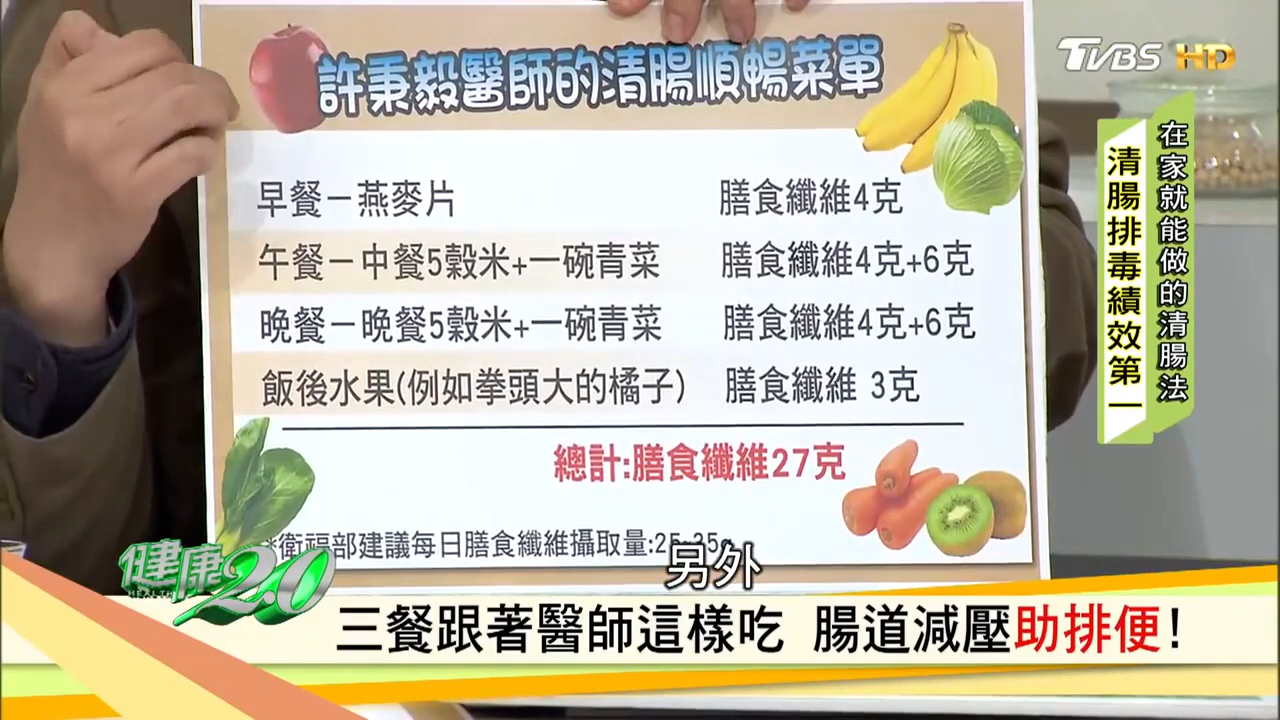 許秉毅醫師的清腸順暢菜單
早餐－燕麥片 膳食纖維4克
午餐－中餐5穀米+一碗青菜 膳食纖維4克+6克
晚餐－晚餐5穀米+一碗青菜 膳食纖維4克+6克
飯後水果(例如拳頭大的橘子) 膳食纖維 3克
總計:膳食纖維27克
*衛福部建議每日膳食纖維攝取量:25-35g
TVBS HD
在家就能做的清腸法
清腸排毒績效第一
另外
健康2.0
HEALTH
三餐跟著醫師這樣吃 腸道減壓助排便!